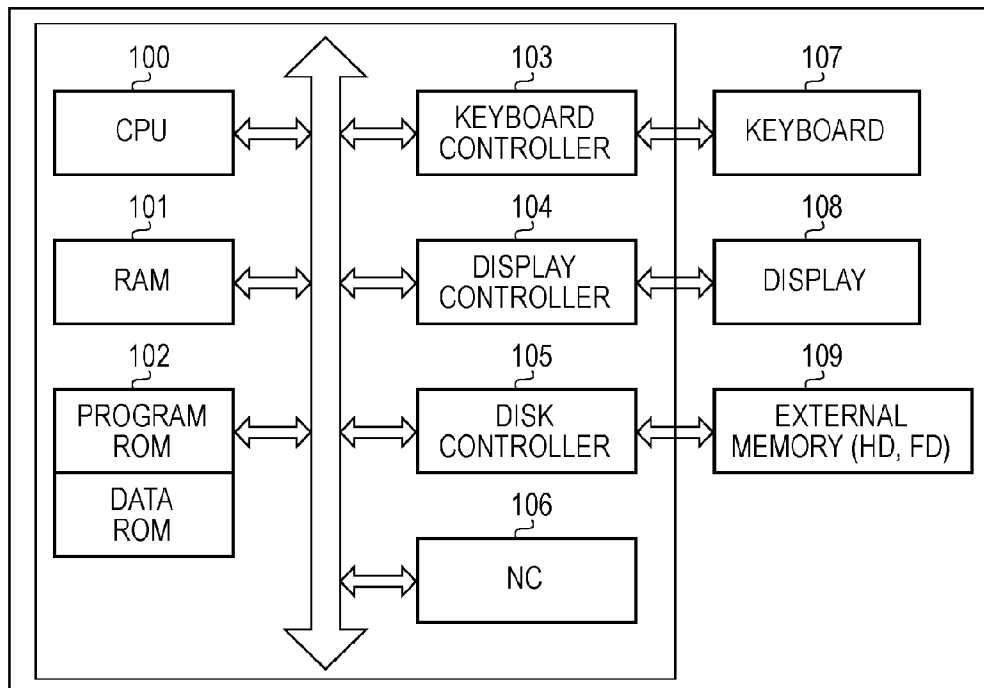 100
CPU
101
RAM
102
PROGRAM
ROM
DATA
ROM
103
KEYBOARD
CONTROLLER
104
DISPLAY
CONTROLLER
105
DISK
CONTROLLER
106
NC
107
KEYBOARD
108
DISPLAY
109
EXTERNAL
MEMORY (HD, FD)